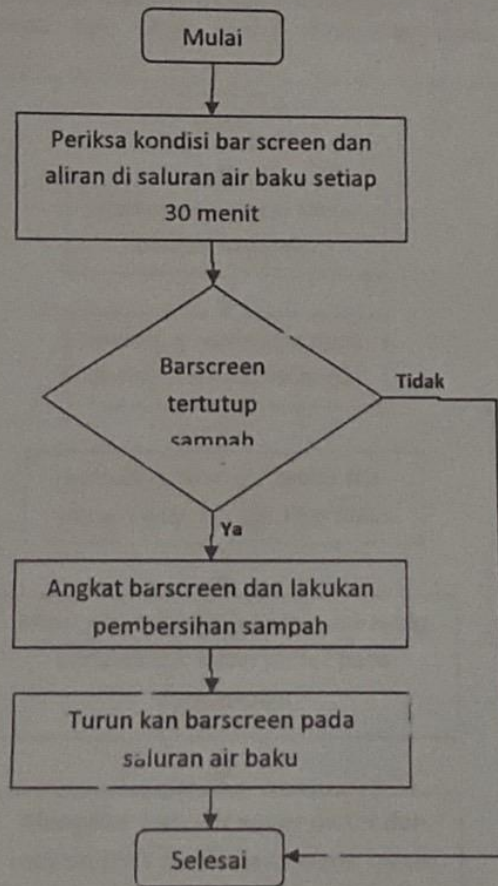 Mulai
Periksa kondisi bar screen dan
aliran di saluran air baku setiap
30 menit
Barscreen
tertutup
sampah
Tidak
Ya
Angkat barscreen dan lakukan
pembersihan sampah
Turun kan barscreen pada
saluran air baku
Selesai